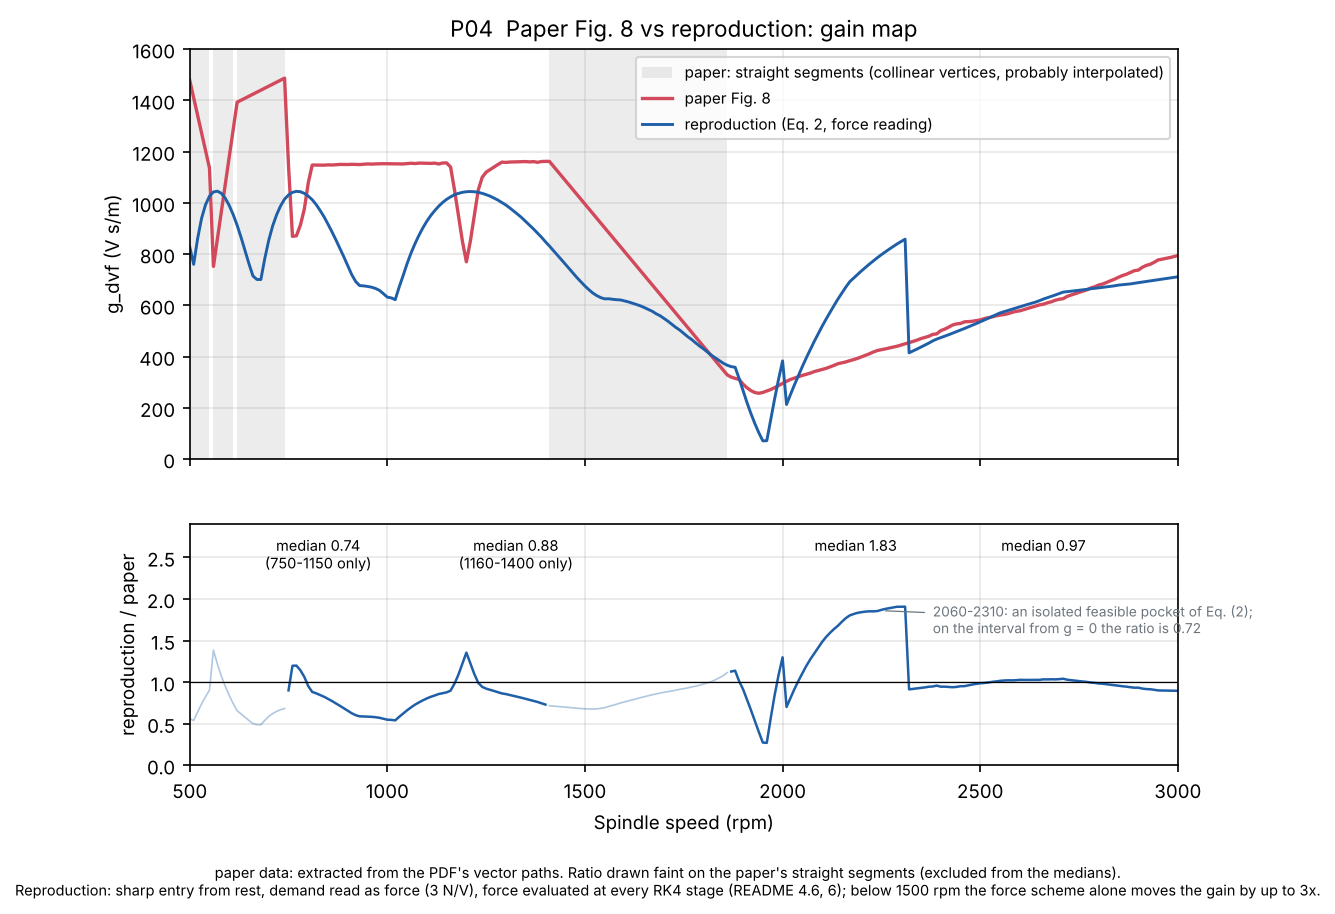 P04  Paper Fig. 8 vs reproduction: gain map
1600
1400
1200
1000
800
600
400
200
0
g_dvf (V s/m)
paper: straight segments (collinear vertices, probably interpolated)
paper Fig. 8
reproduction (Eq. 2, force reading)
2.5
2.0
1.5
1.0
0.5
0.0
reproduction / paper
median 0.74
(750-1150 only)
median 0.88
(1160-1400 only)
median 1.83
median 0.97
2060-2310: an isolated feasible pocket of Eq. (2);
on the interval from g = 0 the ratio is 0.72
500
1000
1500
2000
2500
3000
Spindle speed (rpm)
paper data: extracted from the PDF's vector paths. Ratio drawn faint on the paper's straight segments (excluded from the medians).
Reproduction: sharp entry from rest, demand read as force (3 N/V), force evaluated at every RK4 stage (README 4.6, 6); below 1500 rpm the force scheme alone moves the gain by up to 3x.